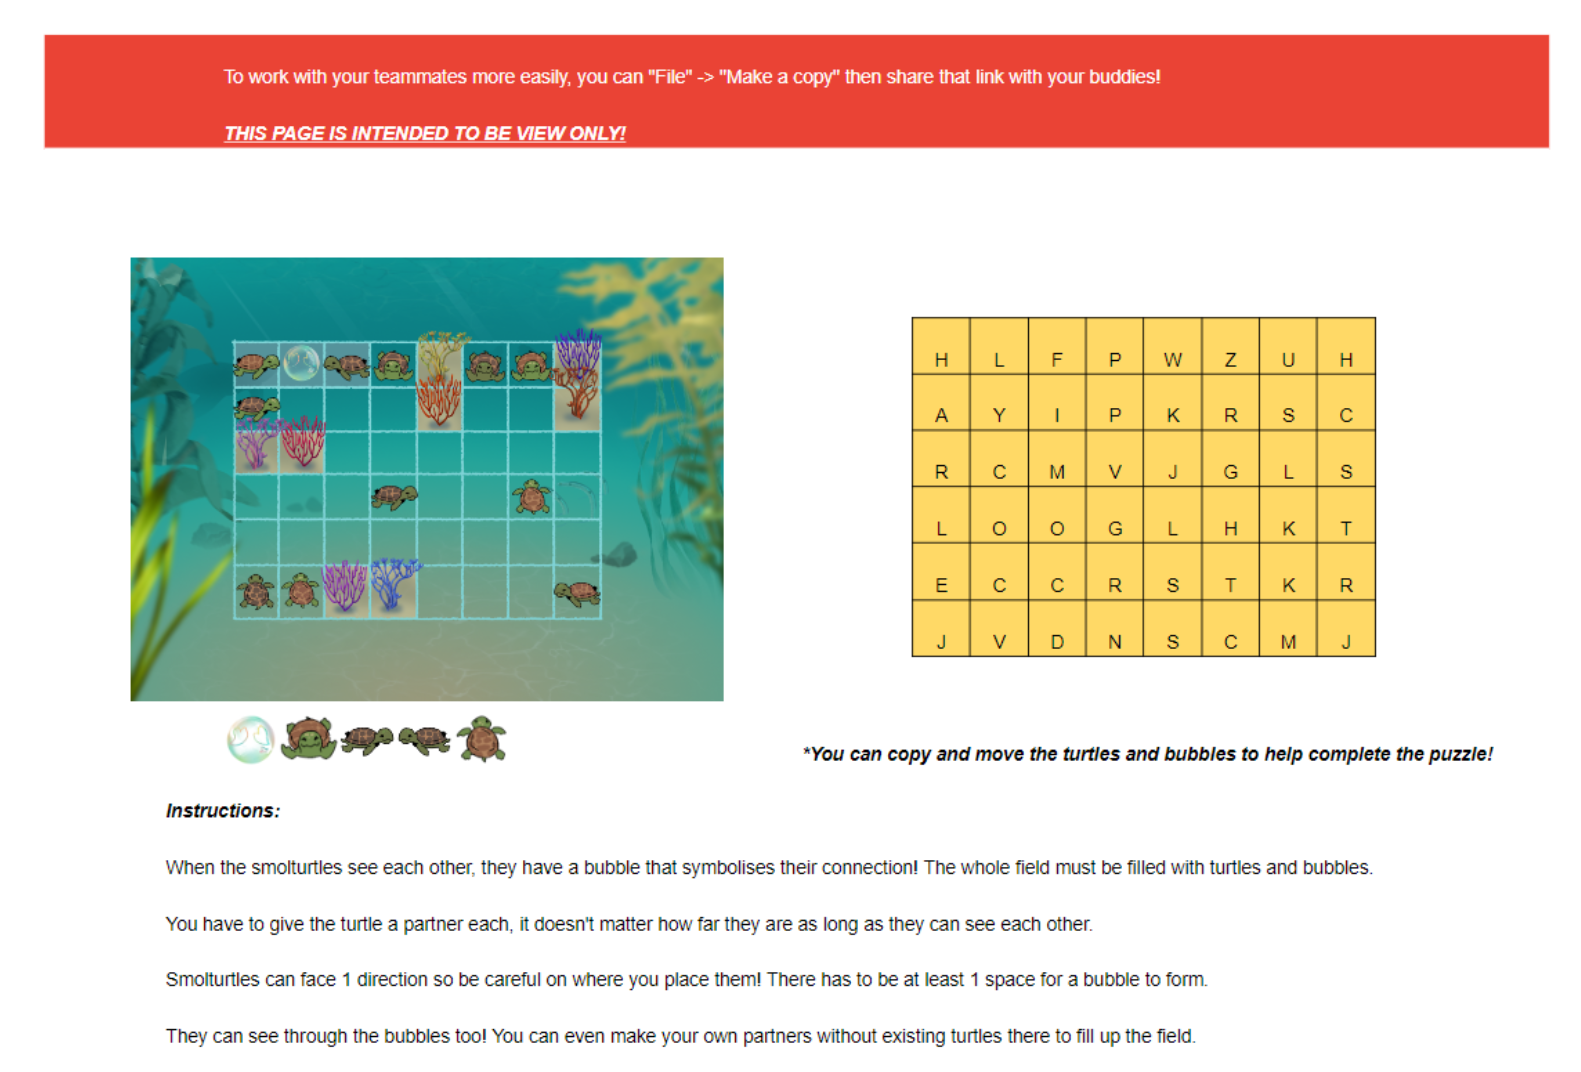 To work with your teammates more easily, you can "File" -> "Make a copy" then share that link with your buddies!
THIS PAGE IS INTENDED TO BE VIEW ONLY!
H L F P W Z U H
A Y I P K R S C
R C M V J G L S
L O O G L H K T
E C C R S T K R
J V D N S C M J
*You can copy and move the turtles and bubbles to help complete the puzzle!
Instructions:
When the smolturtles see each other, they have a bubble that symbolises their connection! The whole field must be filled with turtles and bubbles.
You have to give the turtle a partner each, it doesn't matter how far they are as long as they can see each other.
Smolturtles can face 1 direction so be careful on where you place them! There has to be at least 1 space for a bubble to form.
They can see through the bubbles too! You can even make your own partners without existing turtles there to fill up the field.